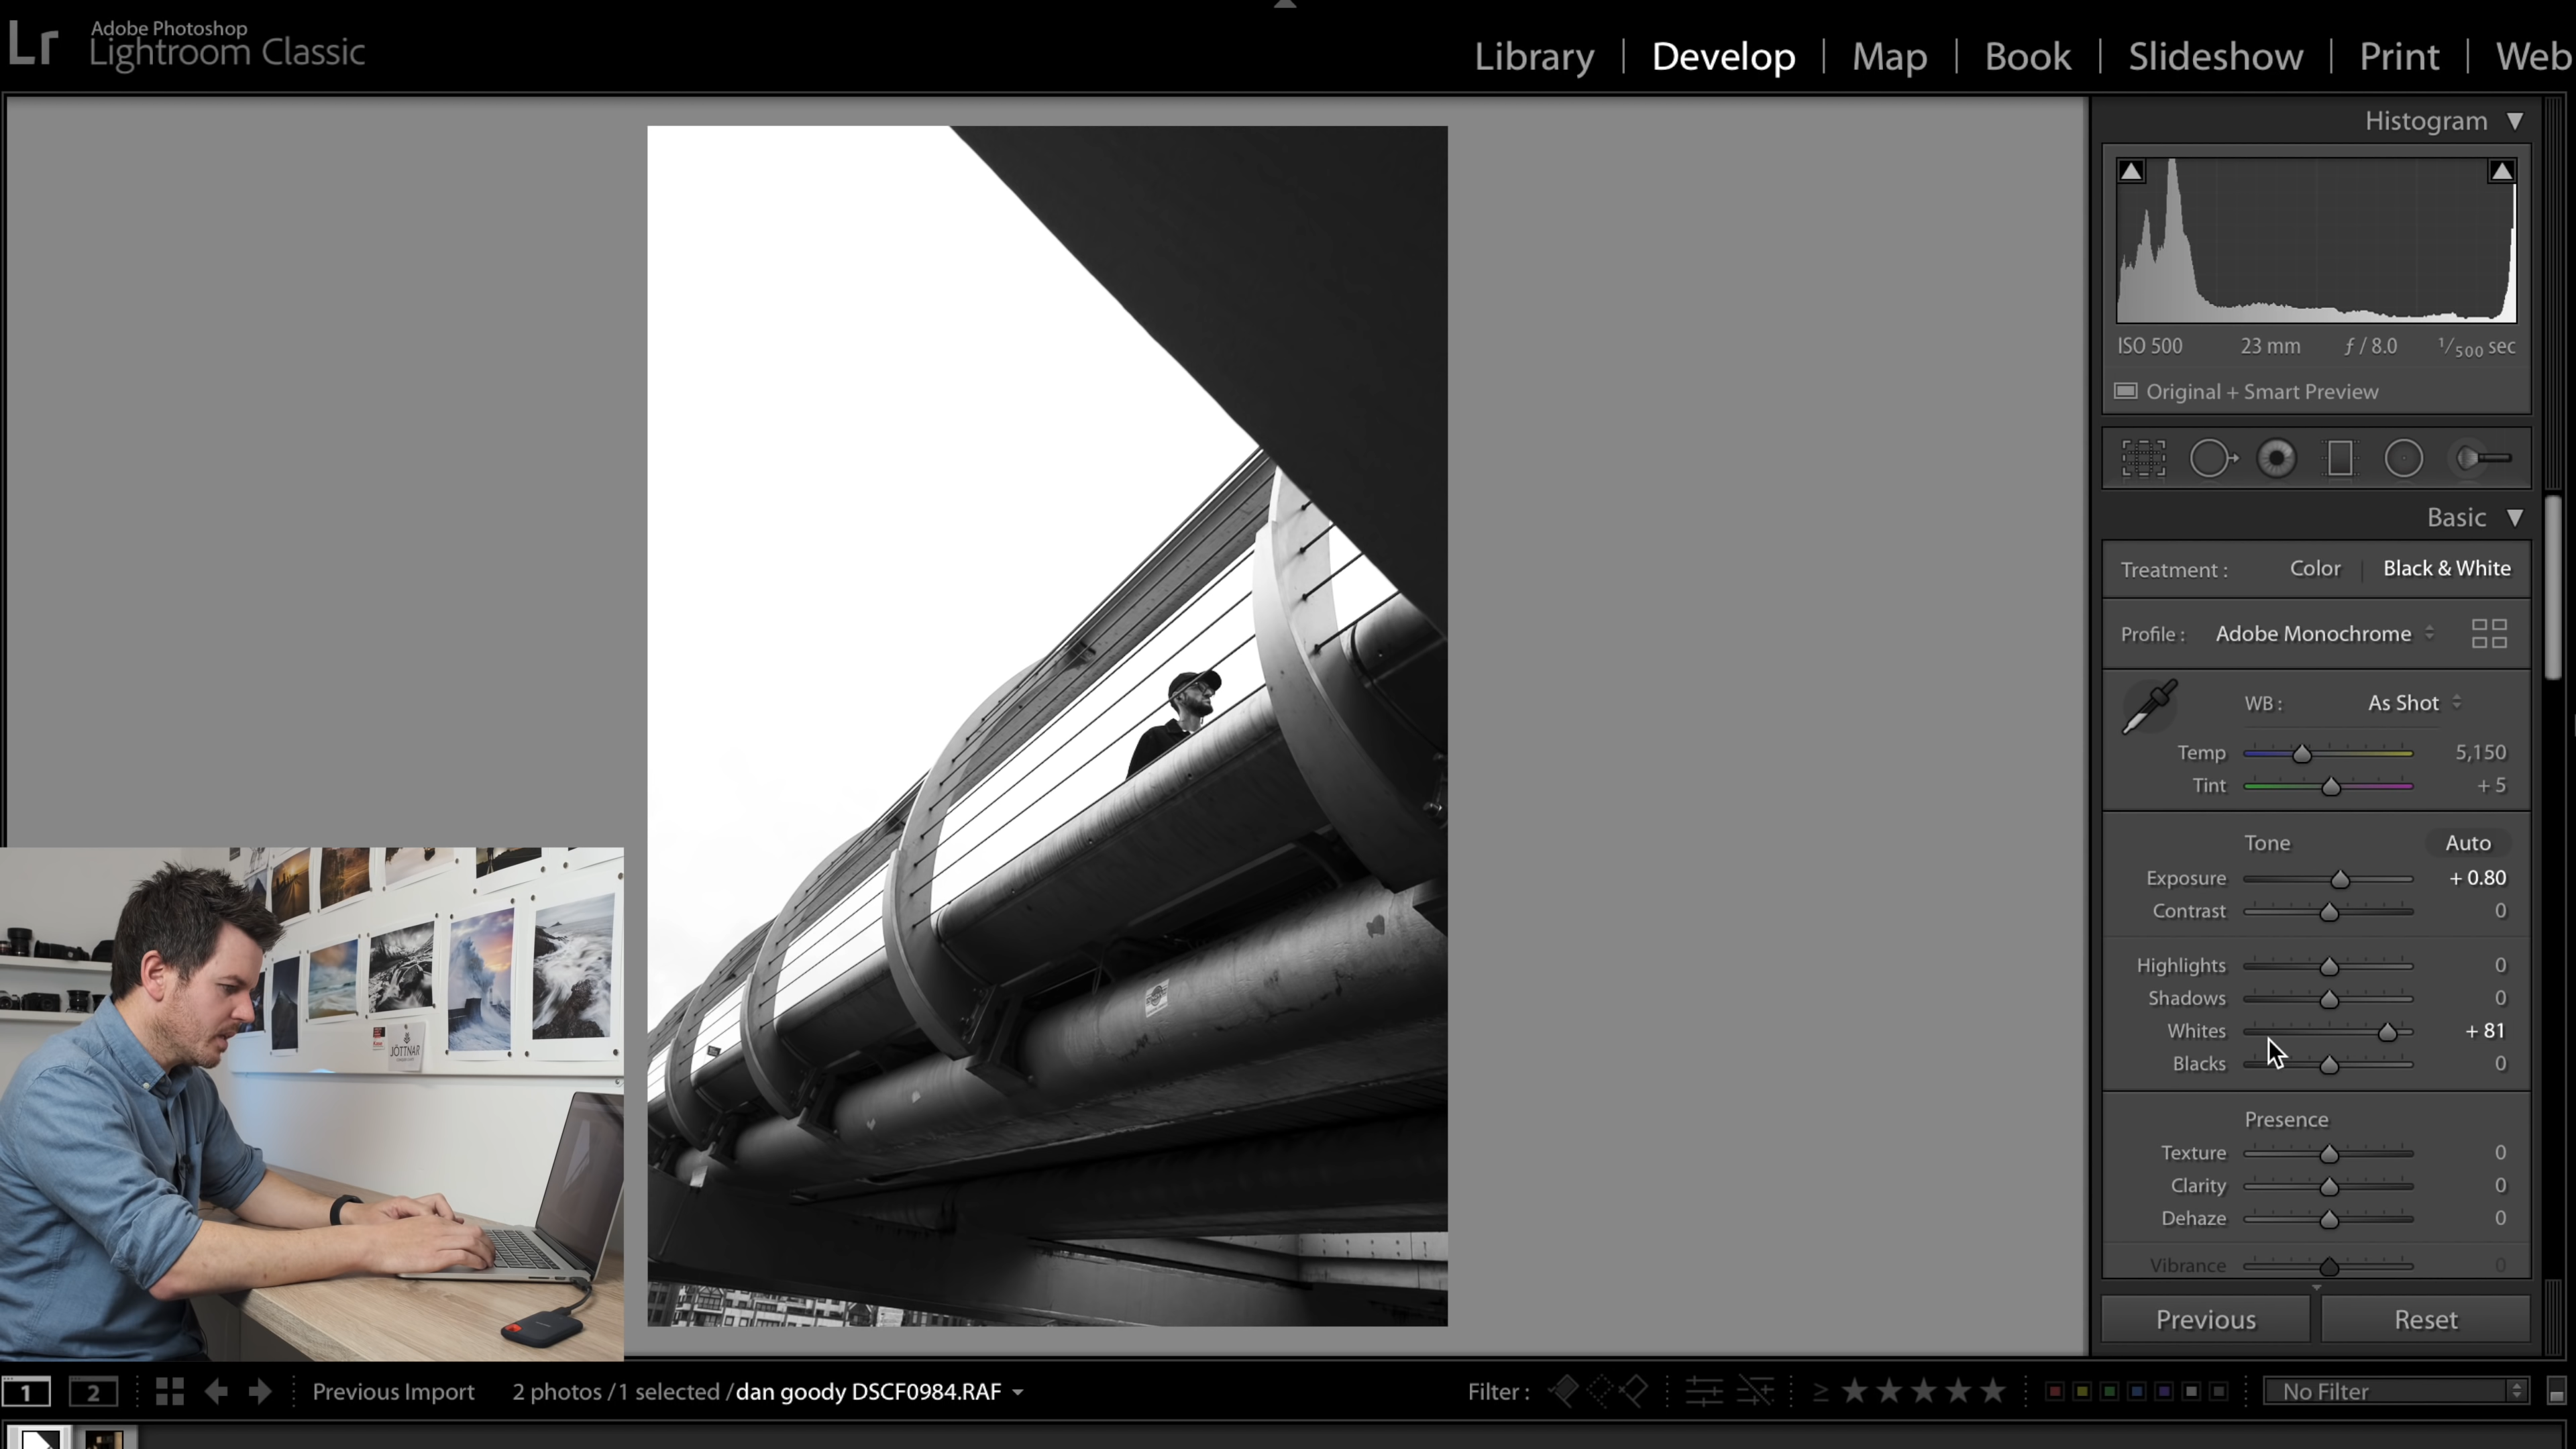 Lr
Adobe Photoshop
Lightroom Classic
Library | Develop | Map | Book | Slideshow | Print | Web
Histogram
ISO 500 23 mm ƒ / 8.0 1/500 sec
Original + Smart Preview
Basic
Treatment : Color | Black & White
Profile : Adobe Monochrome
WB : As Shot
Temp 5,150
Tint + 5
Tone Auto
Exposure + 0.80
Contrast 0
Highlights 0
Shadows 0
Whites + 81
Blacks 0
Presence
Texture 0
Clarity 0
Dehaze 0
Vibrance 0
Previous Reset
JÖTTNAR
1 2 Previous Import 2 photos / 1 selected / dan goody DSCF0984.RAF Filter : ≥ ★★★★★ No Filter